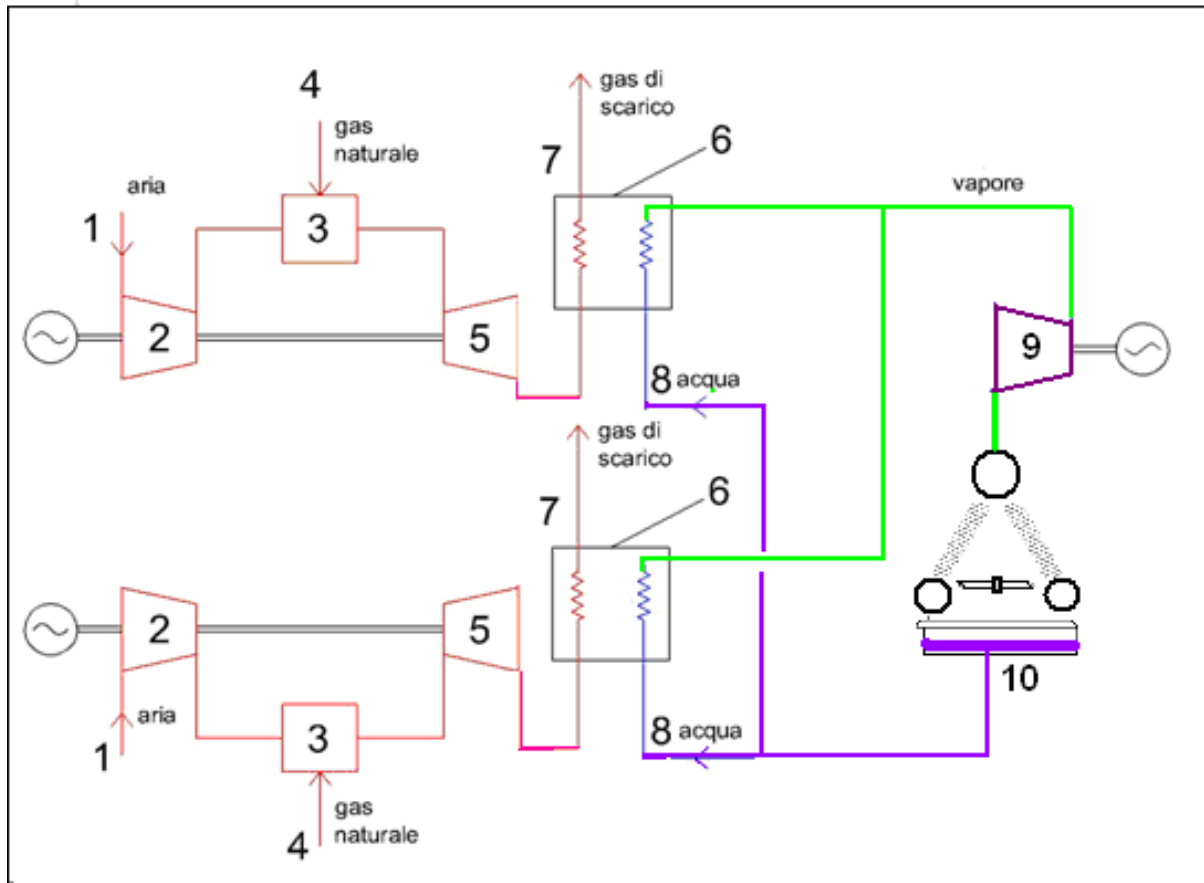 4
gas
naturale
aria
1
3
2
5
gas di
scarico
7
6
vapore
8 acqua
9
gas di
scarico
7
6
2
5
1
aria
3
8 acqua
10
gas
naturale
4